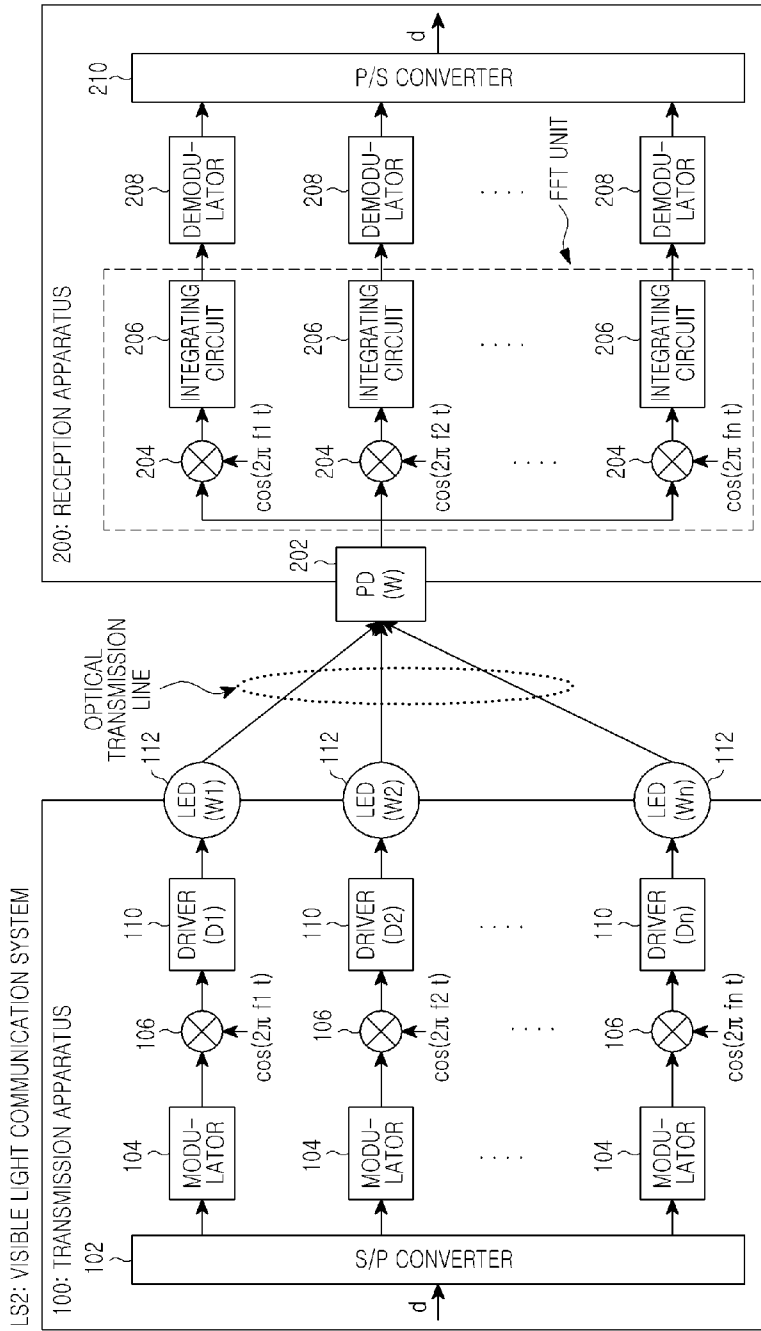 LS2: VISIBLE LIGHT COMMUNICATION SYSTEM
100: TRANSMISSION APPARATUS
d
102
S/P CONVERTER
104
MODU-
LATOR
106
cos(2π f1 t)
110
DRIVER
(D1)
112
LED
(W1)
104
MODU-
LATOR
106
cos(2π f2 t)
110
DRIVER
(D2)
LED
(W2)
112
. . . .
. . . .
. . . .
104
MODU-
LATOR
106
cos(2π fn t)
110
DRIVER
(Dn)
LED
(Wn)
112
OPTICAL
TRANSMISSION
LINE
200: RECEPTION APPARATUS
202
PD
(W)
204
cos(2π f1 t)
206
INTEGRATING
CIRCUIT
208
DEMODU-
LATOR
204
cos(2π f2 t)
206
INTEGRATING
CIRCUIT
208
DEMODU-
LATOR
. . . .
. . . .
. . . .
FFT UNIT
204
cos(2π fn t)
206
INTEGRATING
CIRCUIT
208
DEMODU-
LATOR
210
P/S CONVERTER
d